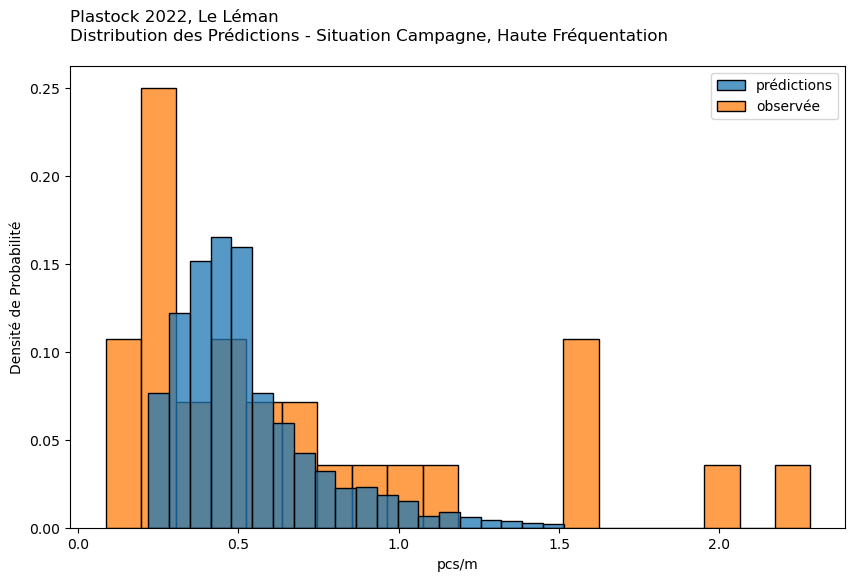 Plastock 2022, Le Léman
Distribution des Prédictions - Situation Campagne, Haute Fréquentation
prédictions
observée
Densité de Probabilité
0.25
0.20
0.15
0.10
0.05
0.00
0.0 0.5 1.0 1.5 2.0
pcs/m